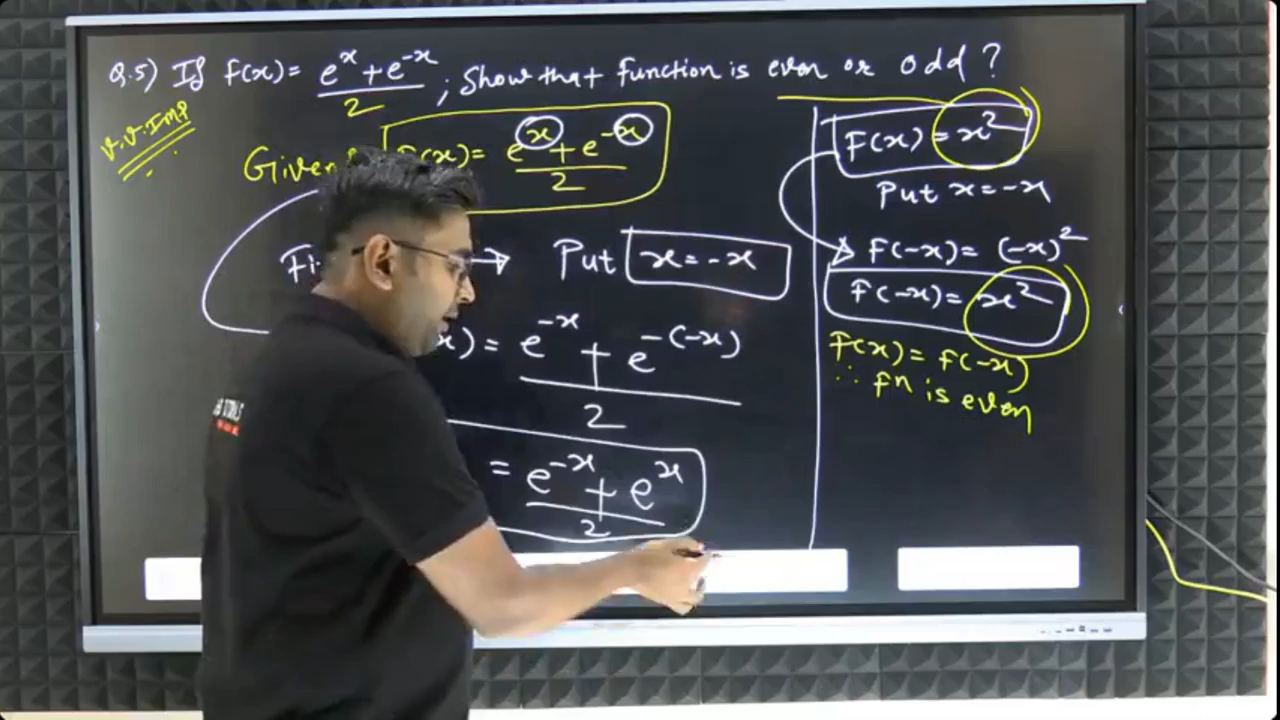 Q.5) If f(x) = e^x + e^-x / 2 ; Show that function is even or odd ?
V.V.IMP
Given f(x) = e^x + e^-x / 2
Put x = -x
x) = e^-x + e^-(-x) / 2
= e^-x + e^x / 2
F(x) = x^2
Put x = -x
F(-x) = (-x)^2
F(-x) = x^2
F(x) = f(-x)
∴ fn is even